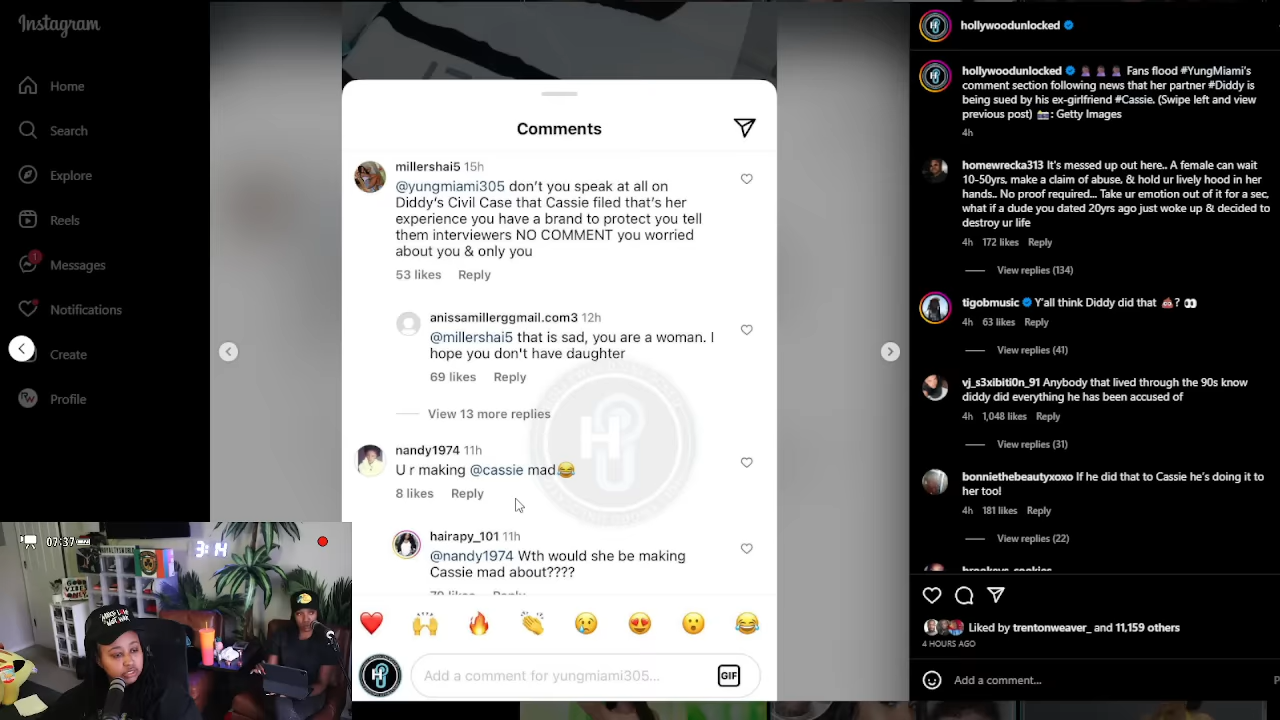 Instagram
Home
Search
Explore
Reels
1
Messages
Notifications
Create
Profile
Comments
millershai5 15h
@yungmiami305 don't you speak at all on
Diddy's Civil Case that Cassie filed that's her
experience you have a brand to protect you tell
them interviewers NO COMMENT you worried
about you & only you
53 likes Reply
anissamillerggmail.com3 12h
@millershai5 that is sad, you are a woman. I
hope you don't have daughter
69 likes Reply
View 13 more replies
nandy1974 11h
U r making @cassie mad😂
8 likes Reply
hairapy_101 11h
@nandy1974 Wth would she be making
Cassie mad about????
❤️ 🙌 🔥 👏 😢 😍 😮 😂
Add a comment for yungmiami305...
GIF
hollywoodunlocked
hollywoodunlocked 🤦🏾‍♀️🤦🏾‍♀️🤦🏾‍♀️ Fans flood #YungMiami's
comment section following news that her partner #Diddy is
being sued by his ex-girlfriend #Cassie. (Swipe left and view
previous post) 📸: Getty Images
4h
homewrecka313 It's messed up out here.. A female can wait
10-50yrs, make a claim of abuse, & hold ur lively hood in her
hands.. No proof required... Take ur emotion out of it for a sec,
what if a dude you dated 20yrs ago just woke up & decided to
destroy ur life
4h 172 likes Reply
View replies (134)
tigobmusic Y'all think Diddy did that 💩? 👀
4h 63 likes Reply
View replies (41)
vj_s3xibiti0n_91 Anybody that lived through the 90s know
diddy did everything he has been accused of
4h 1,048 likes Reply
View replies (31)
bonniethebeautyxoxo If he did that to Cassie he's doing it to
her too!
4h 181 likes Reply
View replies (22)
Liked by trentonweaver_ and 11,159 others
4 HOURS AGO
Add a comment...
P
07:37
3:14
GOOD
VIBES
ONLY